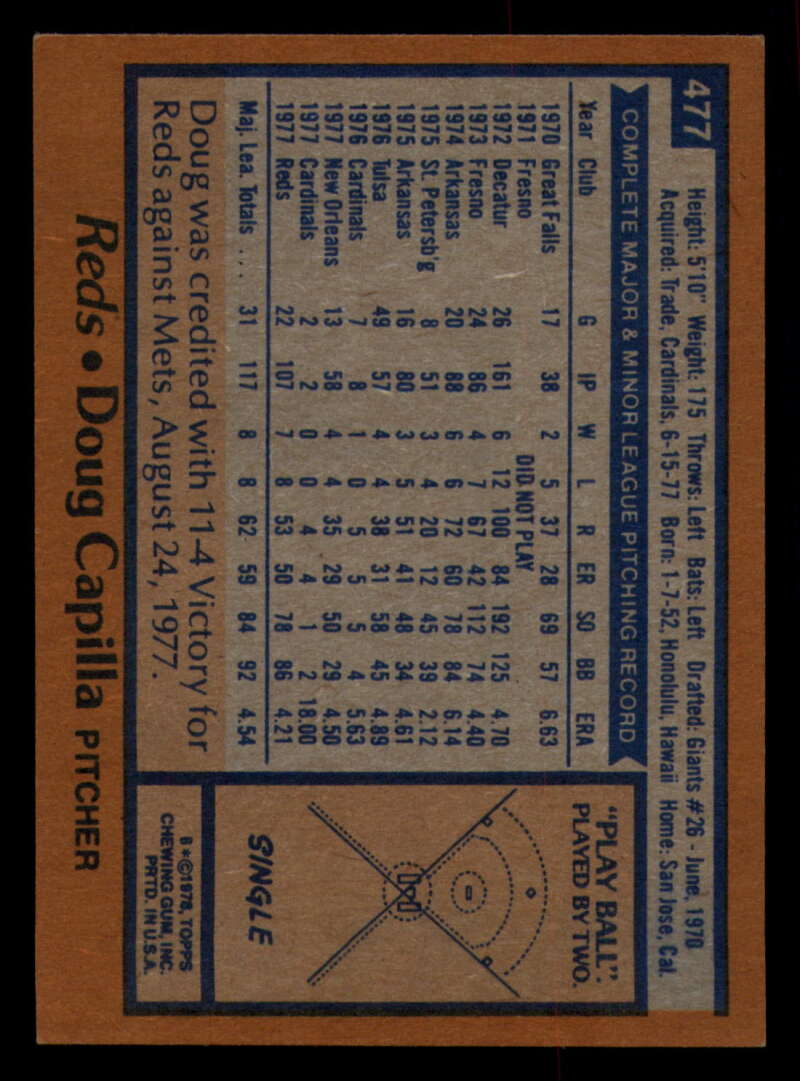 477
Height: 5'10" Weight: 175 Throws: Left Bats: Left Drafted: Giants #26 - June, 1970
Acquired: Trade, Cardinals, 6-15-77 Born: 1-7-52, Honolulu, Hawaii Home: San Jose, Cal.
COMPLETE MAJOR & MINOR LEAGUE PITCHING RECORD
Year Club G IP W L R ER SO BB ERA
1970 Great Falls 17 38 2 5 37 28 69 57 6.63
1971 Fresno DID NOT PLAY
1972 Decatur 26 161 6 12 100 84 192 125 4.70
1973 Fresno 24 86 4 7 67 42 112 74 4.40
1974 Arkansas 20 88 6 6 72 60 78 84 6.14
1975 St. Petersb'g 8 51 3 4 20 12 45 39 2.12
1975 Arkansas 16 80 3 5 51 41 48 34 4.61
1976 Tulsa 49 57 4 4 38 31 58 45 4.89
1976 Cardinals 7 8 1 0 5 5 5 4 5.63
1977 New Orleans 13 58 4 4 35 29 50 29 4.50
1977 Cardinals 2 2 0 0 4 4 1 2 18.00
1977 Reds 22 107 7 8 53 50 78 86 4.21
Maj. Lea. Totals ... 31 117 8 8 62 59 84 92 4.54
Doug was credited with 11-4 Victory for
Reds against Mets, August 24, 1977.
"PLAY BALL"
PLAYED BY TWO.
SINGLE
B*©1978, TOPPS
CHEWING GUM, INC.
PRTD. IN U.S.A.
Reds • Doug Capilla PITCHER